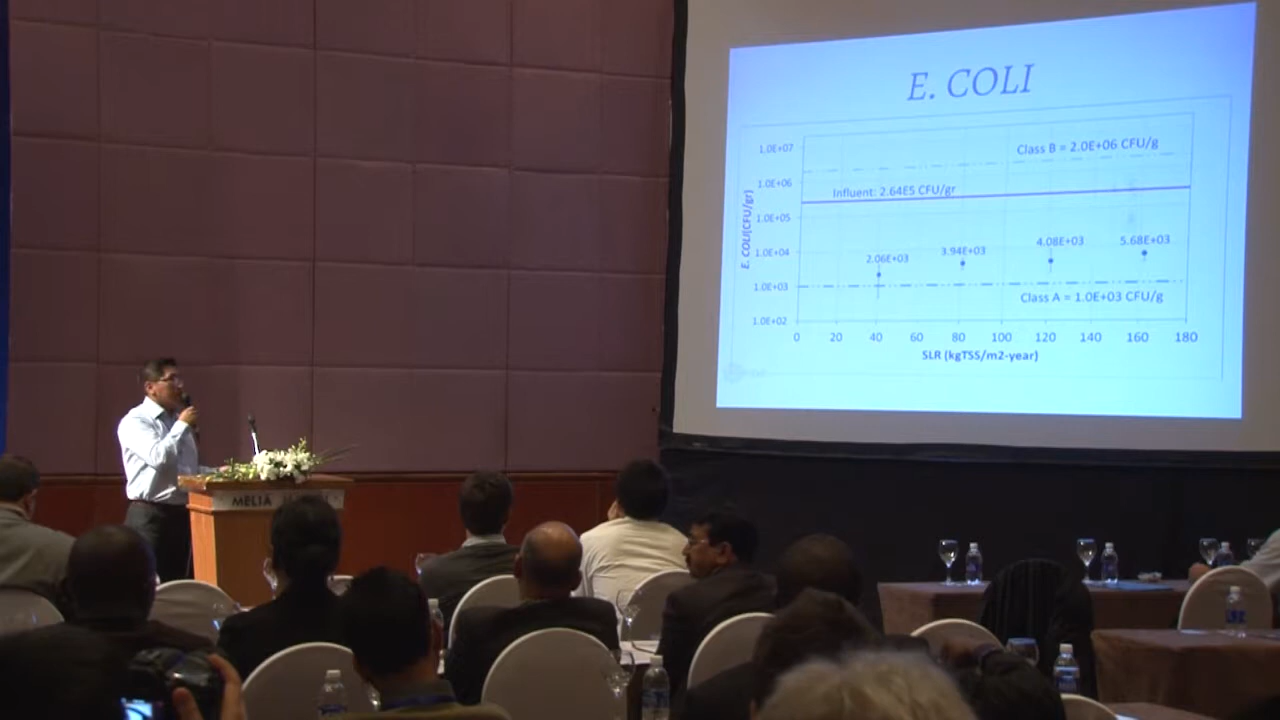 E. COLI
1.0E+07
1.0E+06
1.0E+05
1.0E+04
1.0E+03
1.0E+02
E. COLI(CFU/gr)
Class B = 2.0E+06 CFU/g
Influent: 2.64E5 CFU/gr
2.06E+03
3.94E+03
4.08E+03
5.68E+03
Class A = 1.0E+03 CFU/g
0 20 40 60 80 100 120 140 160 180
SLR (kgTSS/m2-year)
MELIÁ